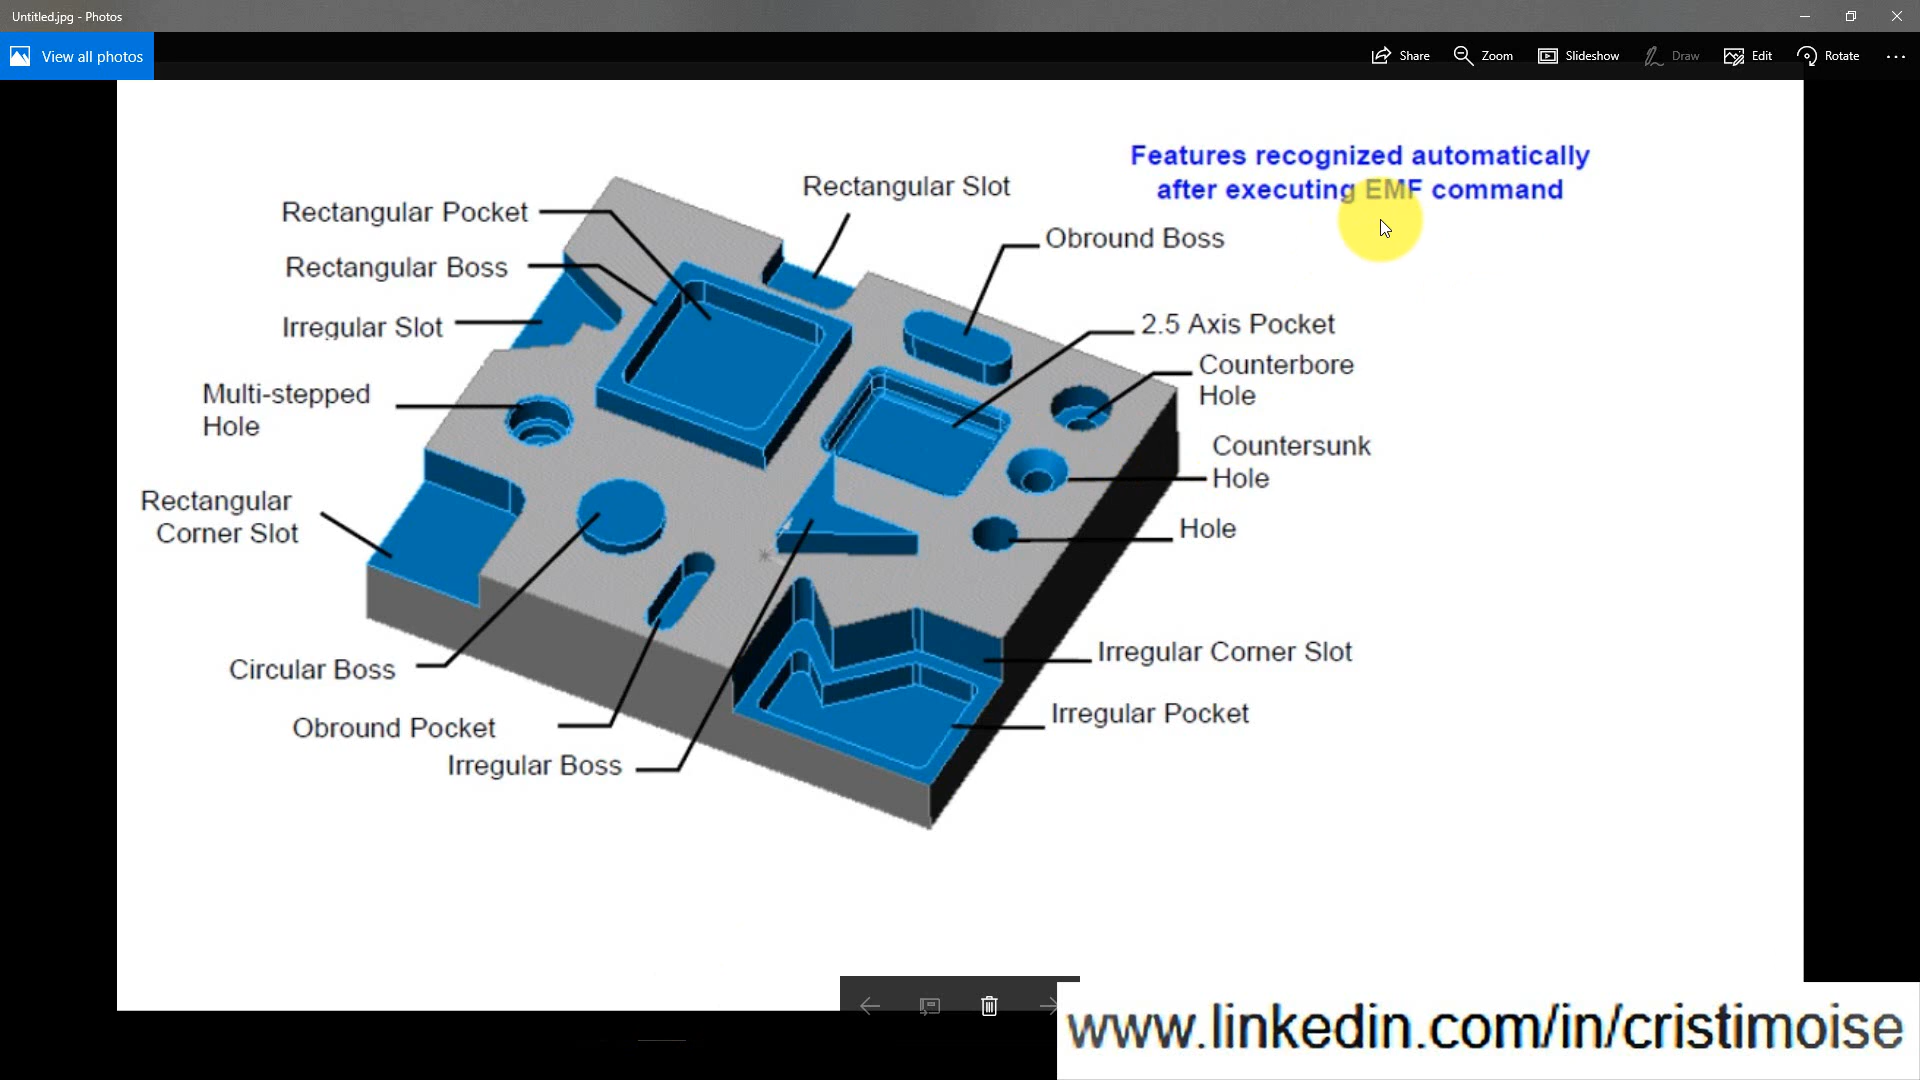 Untitled.jpg - Photos
View all photos
Share
Zoom
Slideshow
Draw
Edit
Rotate
Features recognized automatically
after executing EMF command
Rectangular Slot
Rectangular Pocket
Obround Boss
Rectangular Boss
Irregular Slot
2.5 Axis Pocket
Counterbore
Hole
Multi-stepped
Hole
Countersunk
Hole
Rectangular
Corner Slot
Hole
Irregular Corner Slot
Circular Boss
Irregular Pocket
Obround Pocket
Irregular Boss
www.linkedin.com/in/cristimoise